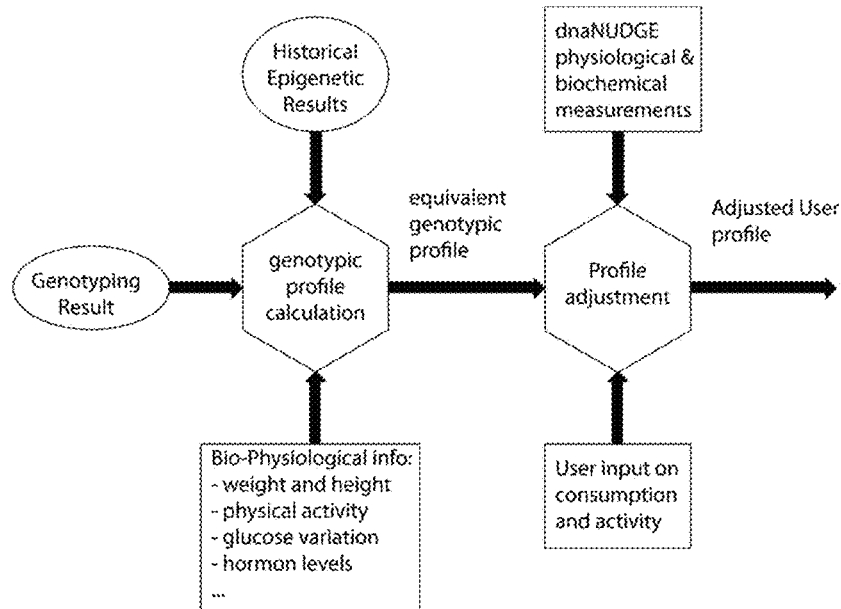 Historical
Epigenetic
Results
dnaNUDGE
physiological &
biochemical
measurements
Genotyping
Result
genotypic
profile
calculation
equivalent
genotypic
profile
Profile
adjustment
Adjusted User
profile
Bio-Physiological info:
- weight and height
- physical activity
- glucose variation
- hormon levels
...
User input on
consumption
and activity